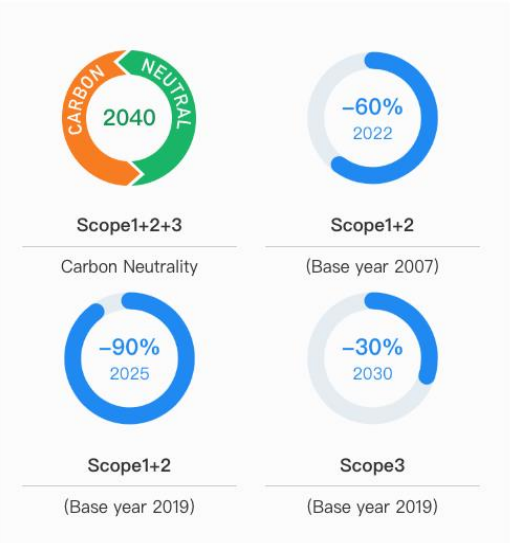 CARBON NEUTRAL
2040
Scope1+2+3
Carbon Neutrality
–60%
2022
Scope1+2
(Base year 2007)
–90%
2025
Scope1+2
(Base year 2019)
–30%
2030
Scope3
(Base year 2019)